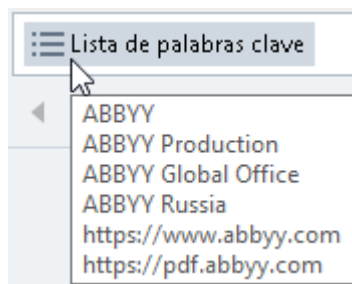 Lista de palabras clave
ABBYY
ABBYY Production
ABBYY Global Office
ABBYY Russia
https://www.abbyy.com
https://pdf.abbyy.com